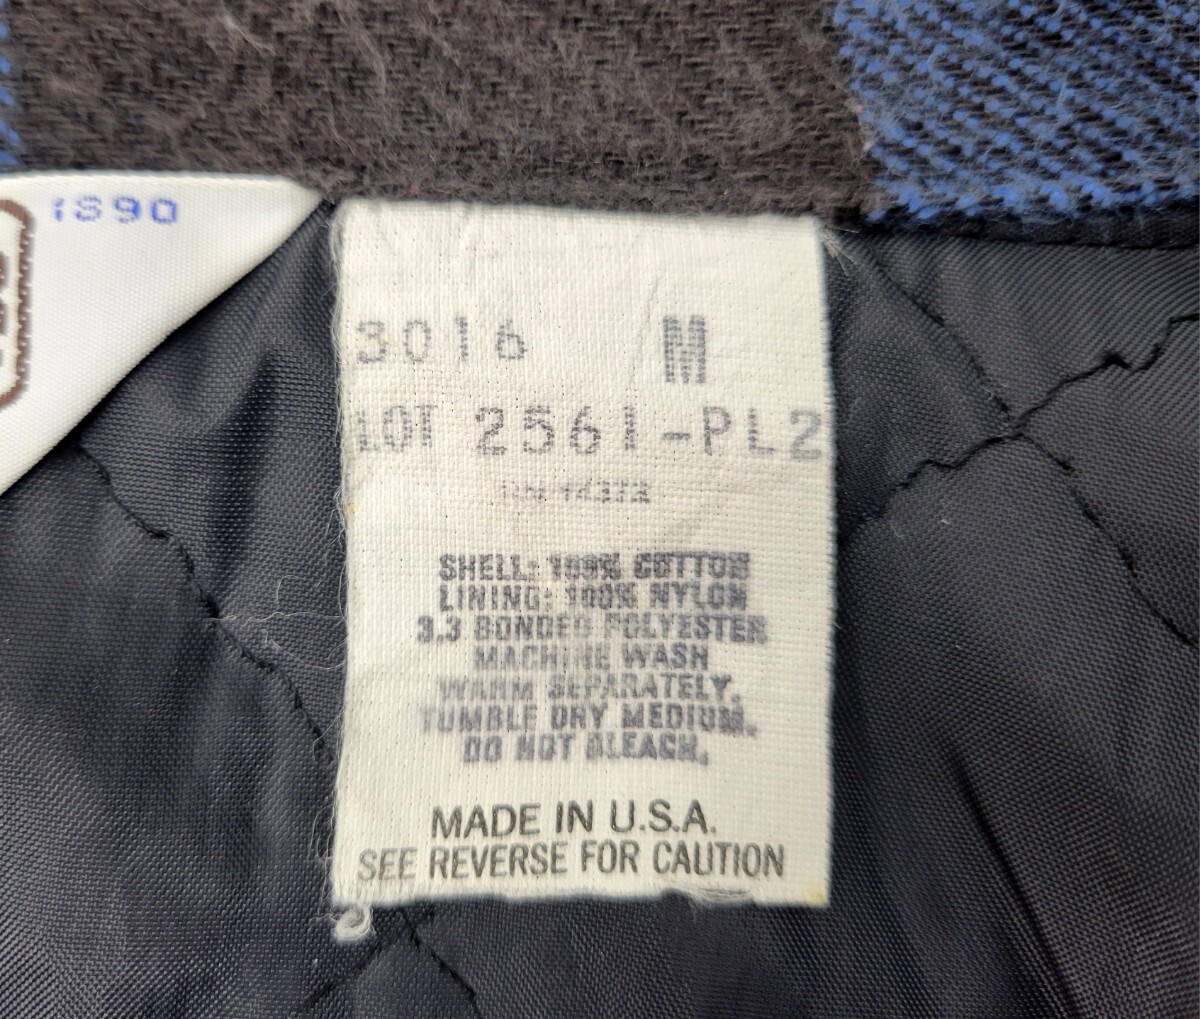 1890
3016 M
LOT 2561-PL2
SHELL: 100% COTTON
LINING: 100% NYLON
3.3 BONDED POLYESTER
MACHINE WASH
WARM SEPARATELY.
TUMBLE DRY MEDIUM.
DO NOT BLEACH.
MADE IN U.S.A.
SEE REVERSE FOR CAUTION